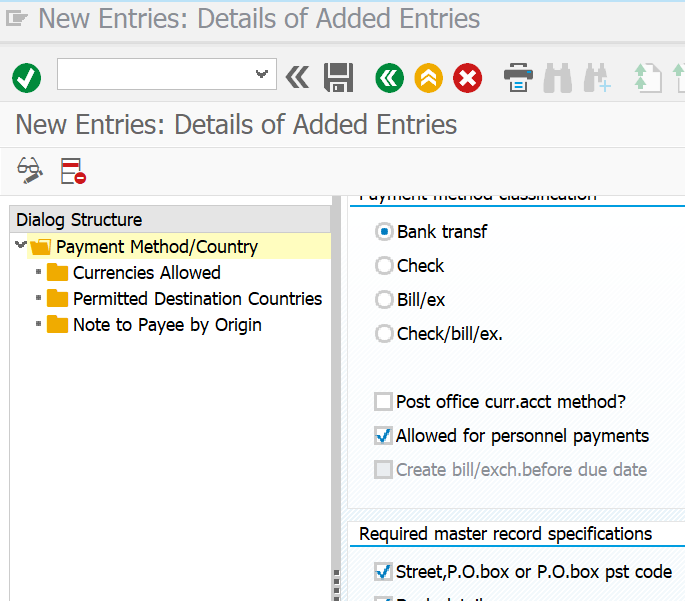 New Entries: Details of Added Entries
New Entries: Details of Added Entries
Dialog Structure
Payment Method/Country
Currencies Allowed
Permitted Destination Countries
Note to Payee by Origin
Payment method classification
Bank transf
Check
Bill/ex
Check/bill/ex.
Post office curr.acct method?
Allowed for personnel payments
Create bill/exch.before due date
Required master record specifications
Street,P.O.box or P.O.box pst code